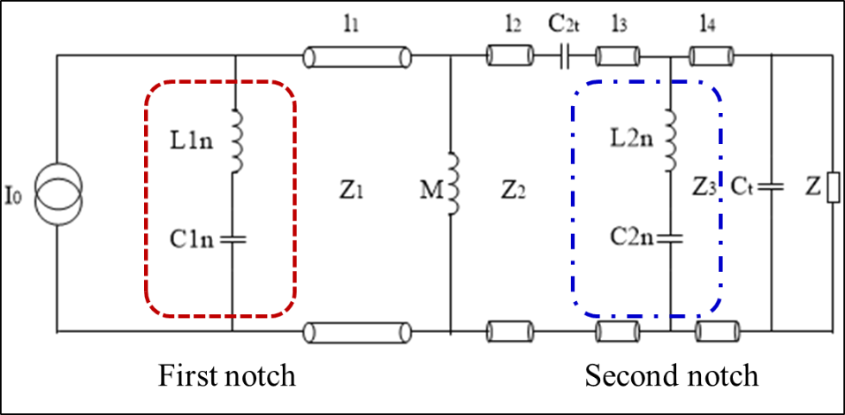 l1 l2 C2t l3 l4
L1n L2n
I0 Z1 M Z2 Z3 Ct Z
C1n C2n
First notch Second notch